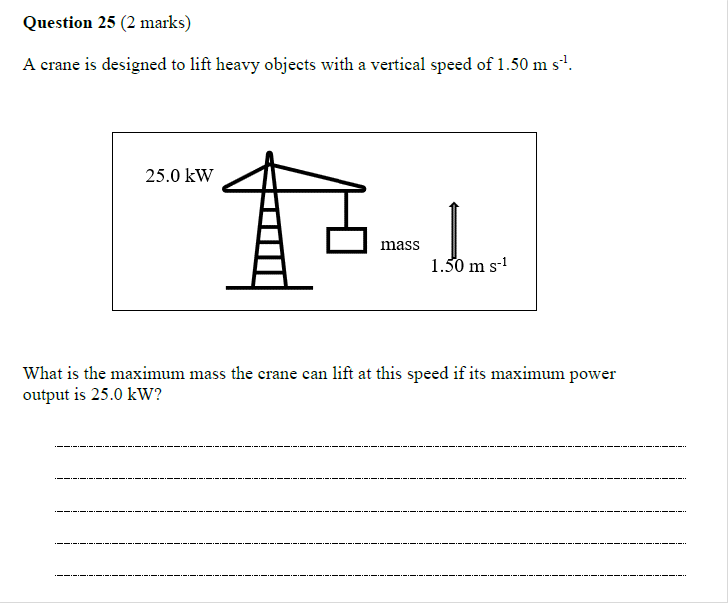 Question 25 (2 marks)
A crane is designed to lift heavy objects with a vertical speed of 1.50 m s⁻¹.
25.0 kW
mass
1.50 m s⁻¹
What is the maximum mass the crane can lift at this speed if its maximum power
output is 25.0 kW?